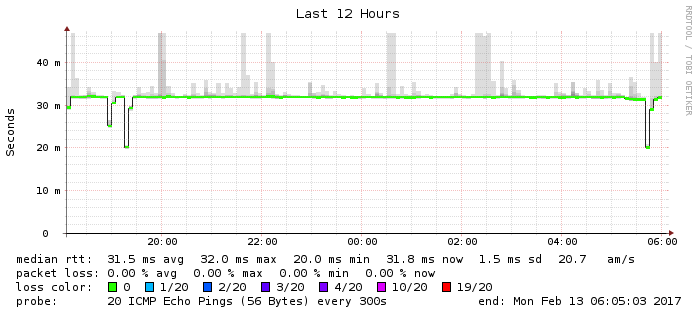 Last 12 Hours
RRDTOOL / TOBI OETIKER
Seconds
40 m
30 m
20 m
10 m
0
20:00 22:00 00:00 02:00 04:00 06:00
median rtt: 31.5 ms avg 32.0 ms max 20.0 ms min 31.8 ms now 1.5 ms sd 20.7 am/s
packet loss: 0.00 % avg 0.00 % max 0.00 % min 0.00 % now
loss color: 0 1/20 2/20 3/20 4/20 10/20 19/20
probe: 20 ICMP Echo Pings (56 Bytes) every 300s end: Mon Feb 13 06:05:03 2017